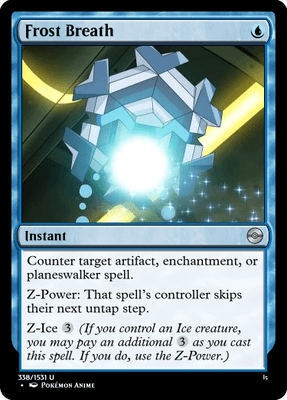 Frost Breath
Instant
Counter target artifact, enchantment, or
planeswalker spell.
Z-Power: That spell's controller skips
their next untap step.
Z-Ice 3 (If you control an Ice creature,
you may pay an additional 3 as you cast
this spell. If you do, use the Z-Power.)
338/1531 U
ls
• Pokémon Anime